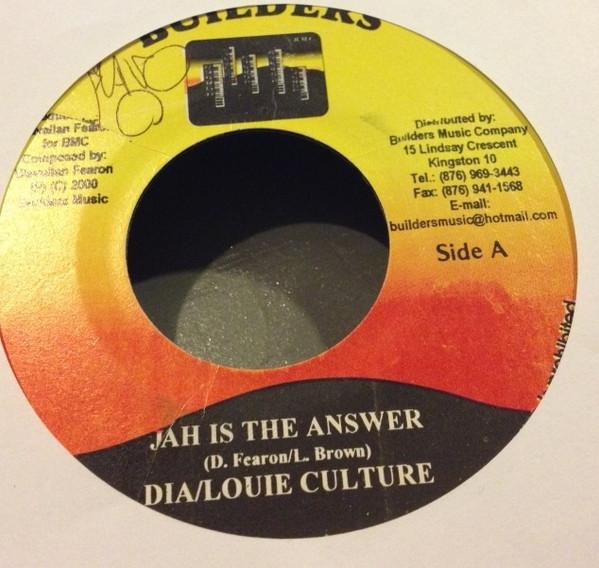 BUILDERS
for BMC
Composed by:
Fearon
(C) 2000
Music
Distributed by:
Builders Music Company
15 Lindsay Crescent
Kingston 10
Tel.: (876) 969-3443
Fax: (876) 941-1568
E-mail:
buildersmusic@hotmail.com
Side A
JAH IS THE ANSWER
(D. Fearon/L. Brown)
DIA/LOUIE CULTURE